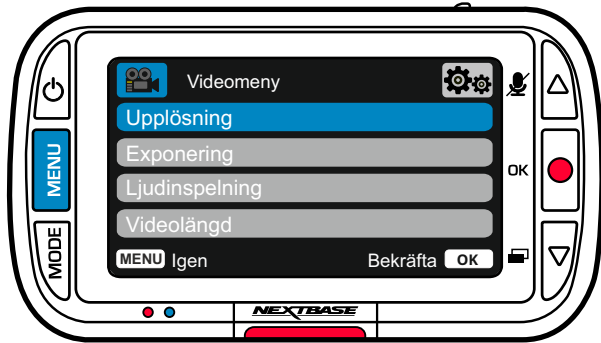 Videomeny
Upplösning
Exponering
Ljudinspelning
Videolängd
MENU Igen Bekräfta OK
MENU
MODE
OK
NEXTBASE